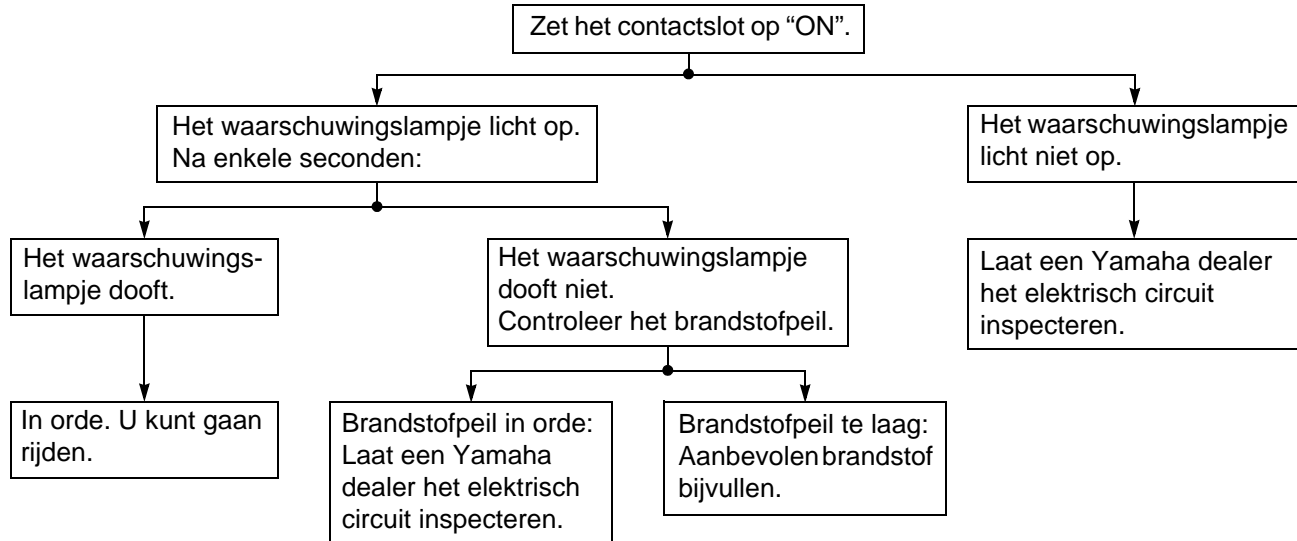 Zet het contactslot op “ON”.
Het waarschuwingslampje licht op.
Na enkele seconden:
Het waarschuwingslampje
licht niet op.
Het waarschuwings-
lampje dooft.
Het waarschuwingslampje
dooft niet.
Controleer het brandstofpeil.
Laat een Yamaha dealer
het elektrisch circuit
inspecteren.
In orde. U kunt gaan
rijden.
Brandstofpeil in orde:
Laat een Yamaha
dealer het elektrisch
circuit inspecteren.
Brandstofpeil te laag:
Aanbevolen brandstof
bijvullen.